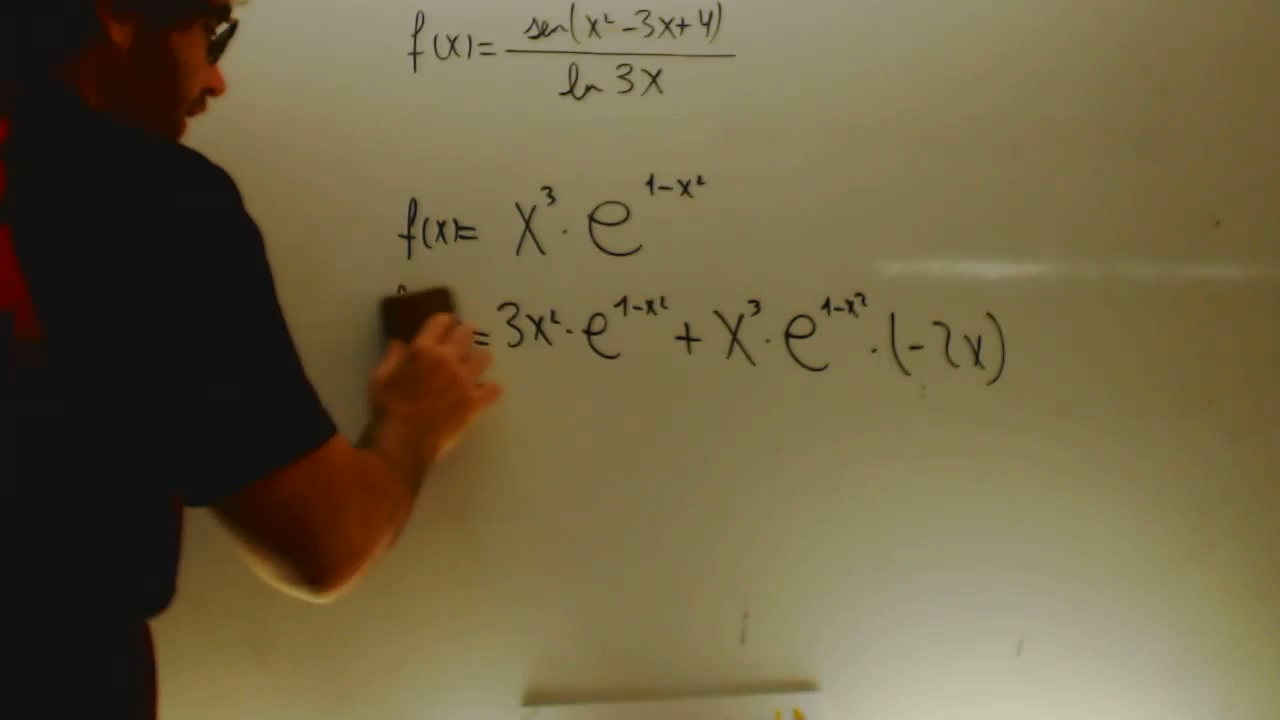 f(x)= sen(x²-3x+4)
ln 3x
f(x)= x³·e^{1-x²}
= 3x²·e^{1-x²} + x³·e^{1-x²}·(-2x)